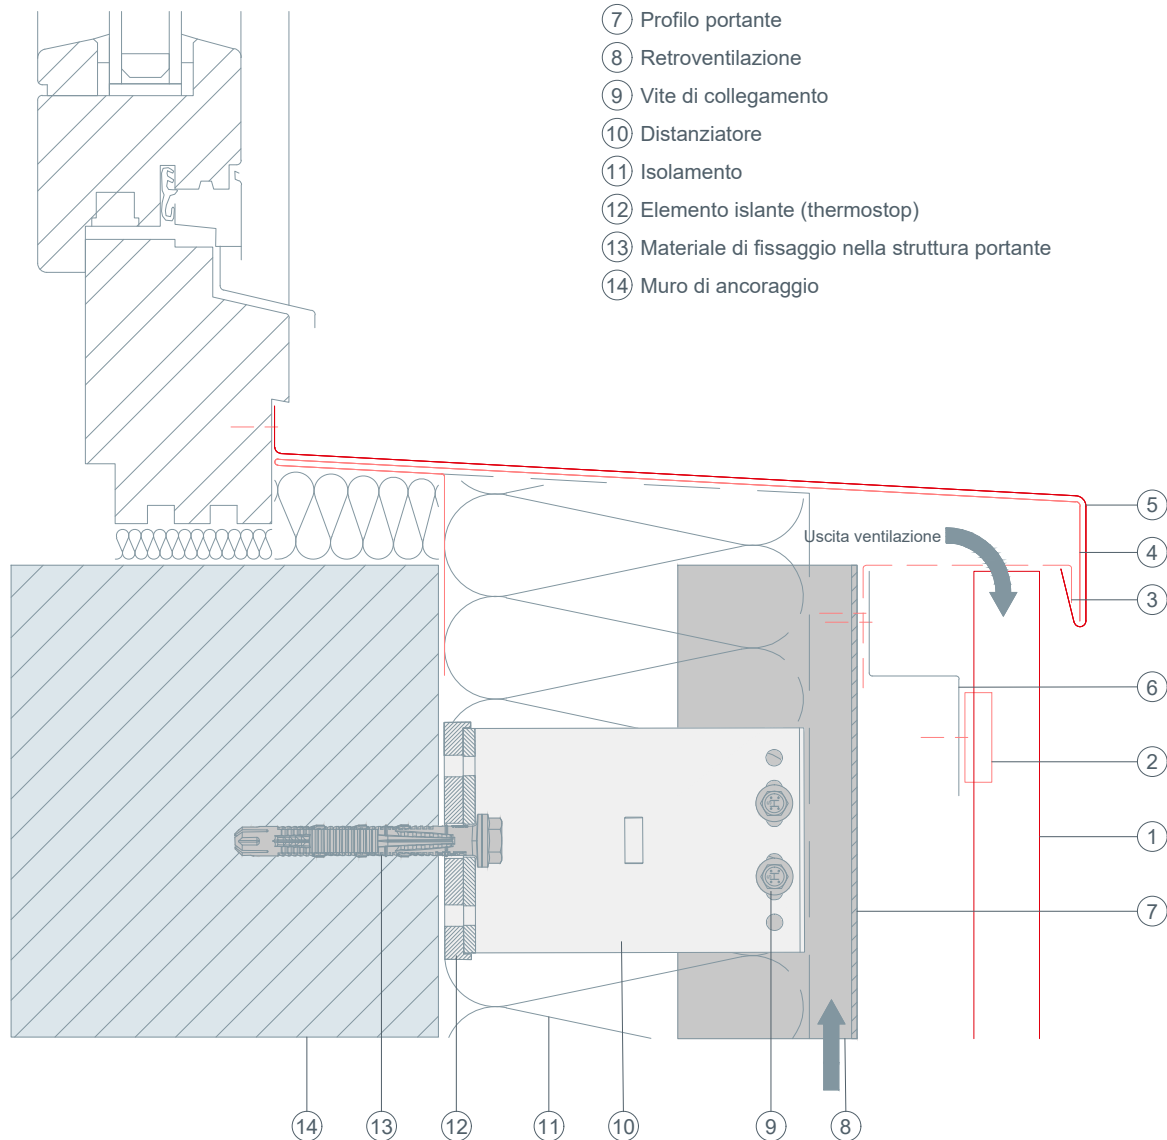 7 Profilo portante
8 Retroventilazione
9 Vite di collegamento
10 Distanziatore
11 Isolamento
12 Elemento islante (thermostop)
13 Materiale di fissaggio nella struttura portante
14 Muro di ancoraggio
5
Uscita ventilazione
4
3
6
2
1
7
14 13 12 11 10 9 8